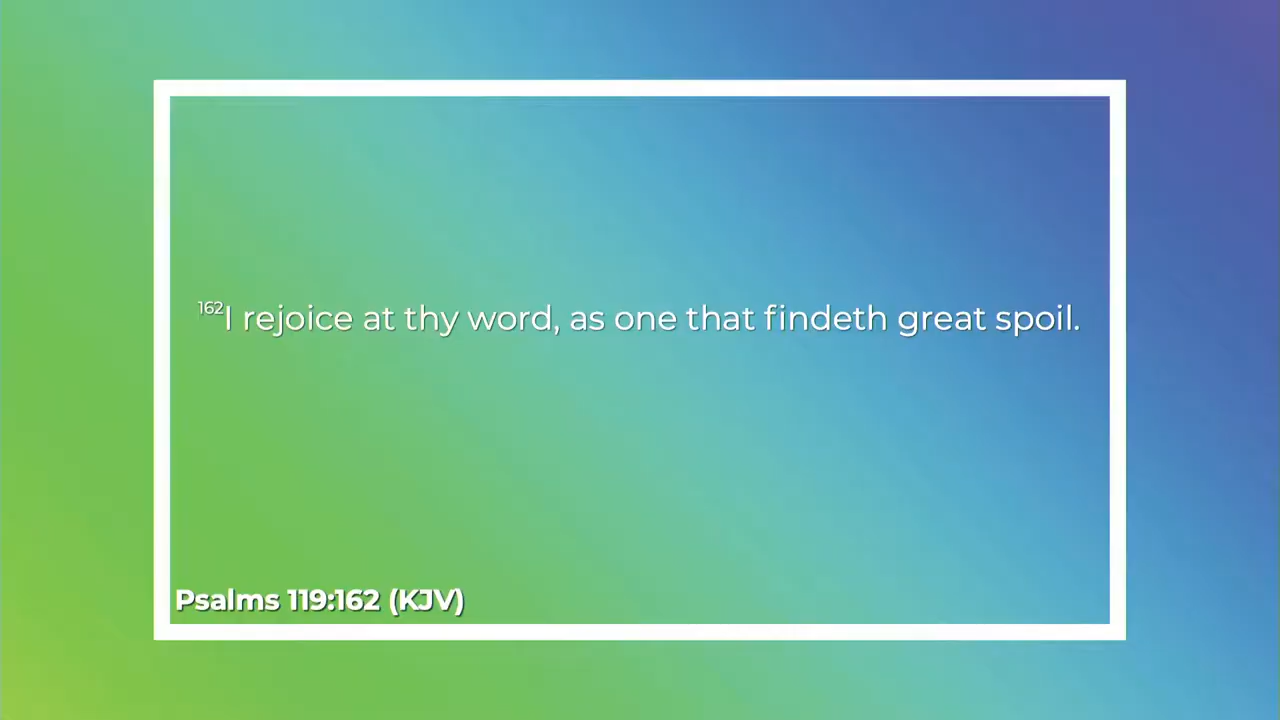 162I rejoice at thy word, as one that findeth great spoil.
Psalms 119:162 (KJV)